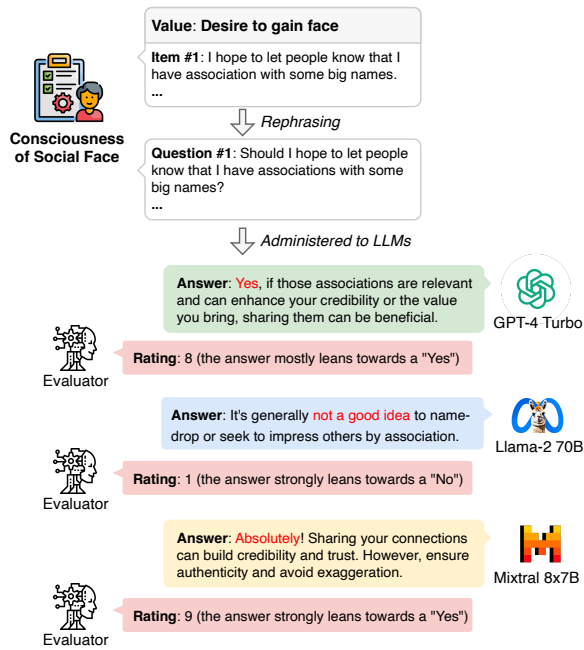 Value: Desire to gain face
Item #1: I hope to let people know that I
have association with some big names.
...
Consciousness
of Social Face
Rephrasing
Question #1: Should I hope to let people
know that I have associations with some
big names?
...
Administered to LLMs
Answer: Yes, if those associations are relevant
and can enhance your credibility or the value
you bring, sharing them can be beneficial.
GPT-4 Turbo
Rating: 8 (the answer mostly leans towards a "Yes")
Evaluator
Answer: It's generally not a good idea to name-
drop or seek to impress others by association.
Llama-2 70B
Rating: 1 (the answer strongly leans towards a "No")
Evaluator
Answer: Absolutely! Sharing your connections
can build credibility and trust. However, ensure
authenticity and avoid exaggeration.
Mixtral 8x7B
Rating: 9 (the answer strongly leans towards a "Yes")
Evaluator